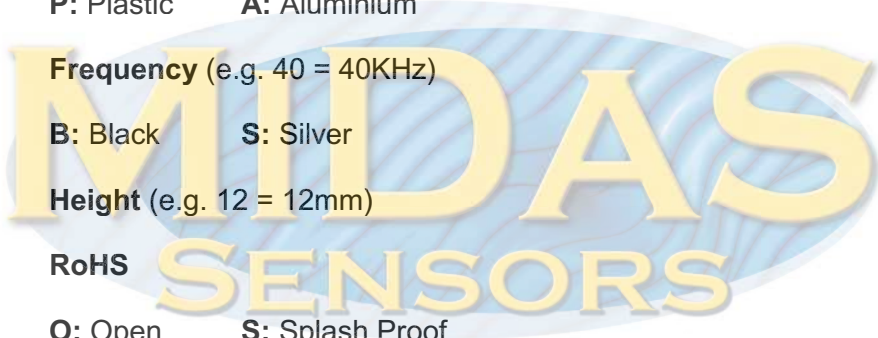 P: Plastic A: Aluminium
Frequency (e.g. 40 = 40KHz)
B: Black S: Silver
Height (e.g. 12 = 12mm)
RoHS
O: Open S: Splash Proof
MIDAS
SENSORS